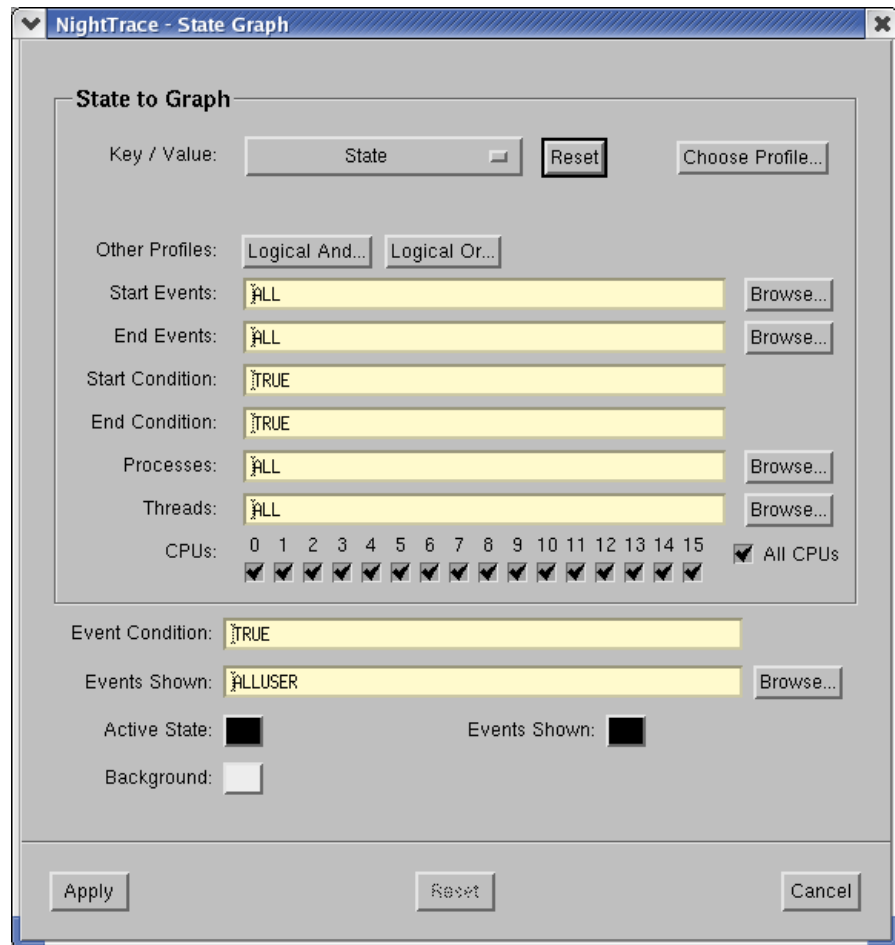 NightTrace - State Graph
State to Graph
Key / Value: State Reset Choose Profile...
Other Profiles: Logical And... Logical Or...
Start Events: ALL Browse...
End Events: ALL Browse...
Start Condition: TRUE
End Condition: TRUE
Processes: ALL Browse...
Threads: ALL Browse...
CPUs: 0 1 2 3 4 5 6 7 8 9 10 11 12 13 14 15 All CPUs
Event Condition: TRUE
Events Shown: ALLUSER Browse...
Active State: Events Shown:
Background:
Apply Reset Cancel